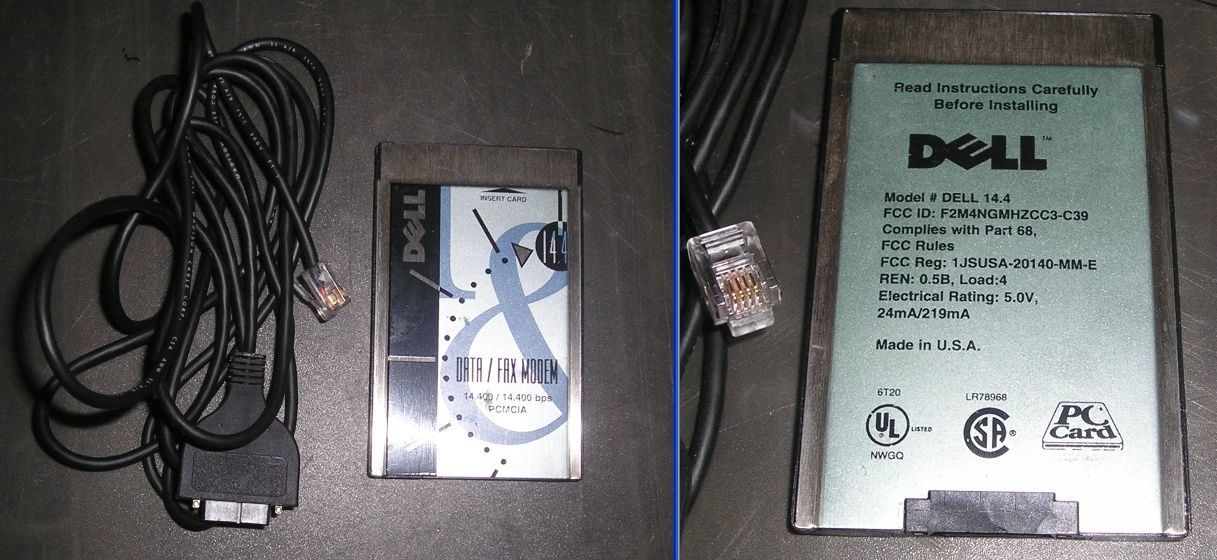 INSERT CARD
DELL
14.4
&
DATA / FAX MODEM
14.400 / 14.400 bps
PCMCIA
Read Instructions Carefully
Before Installing
DELL™
Model # DELL 14.4
FCC ID: F2M4NGMHZCC3-C39
Complies with Part 68,
FCC Rules
FCC Reg: 1JSUSA-20140-MM-E
REN: 0.5B, Load:4
Electrical Rating: 5.0V,
24mA/219mA
Made in U.S.A.
6T20
LR78968
UL LISTED
SA ®
PC
Card
NWGQ